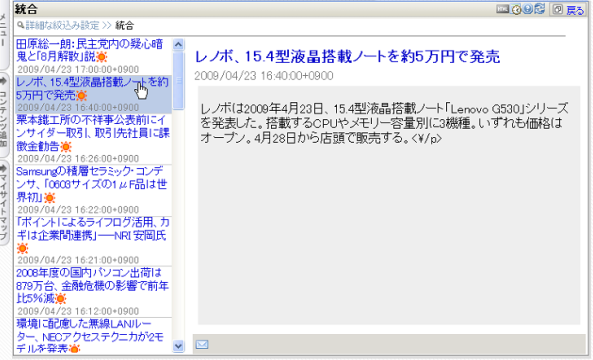 統合
戻る
詳細な絞込み設定 >> 統合
メニュー
コンテンツ追加
マイサイトマップ
田原総一朗:民主党内の疑心暗
鬼と「8月解散」説
2009/04/23 17:00:00+0900
レノボ、15.4型液晶搭載ノートを約
5万円で発売
2009/04/23 16:40:00+0900
栗本鐵工所の不祥事公表前にイ
ンサイダー取引、取引先社員に課
徴金勧告
2009/04/23 16:26:00+0900
Samsungの積層セラミック・コンデ
ンサ、「0603サイズの1μF品は世
界初」
2009/04/23 16:22:00+0900
「ポイントによるライフログ活用、カ
ギは企業間連携」――NRI 安岡氏
2009/04/23 16:21:00+0900
2008年度の国内パソコン出荷は
879万台、金融危機の影響で前年
比5%減
2009/04/23 16:12:00+0900
環境に配慮した無線LANルー
ター、NECアクセステクニカが2モ
デルを発表
レノボ、15.4型液晶搭載ノートを約5万円で発売
2009/04/23 16:40:00+0900
レノボは2009年4月23日、15.4型液晶搭載ノート「Lenovo G530」シリーズ
を発表した。搭載するCPUやメモリー容量別に3機種。いずれも価格は
オープン。4月28日から店頭で販売する。<¥/p>